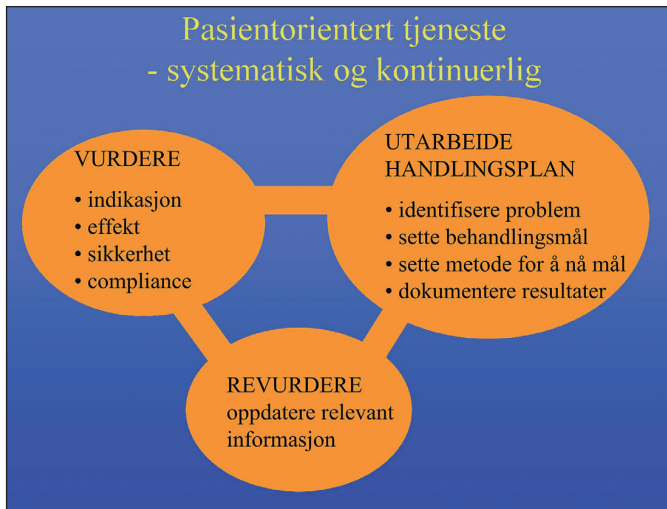 Pasientorientert tjeneste
- systematisk og kontinuerlig
VURDERE
• indikasjon
• effekt
• sikkerhet
• compliance
UTARBEIDE
HANDLINGSPLAN
• identifisere problem
• sette behandlingsmål
• sette metode for å nå mål
• dokumentere resultater
REVURDERE
oppdatere relevant
informasjon